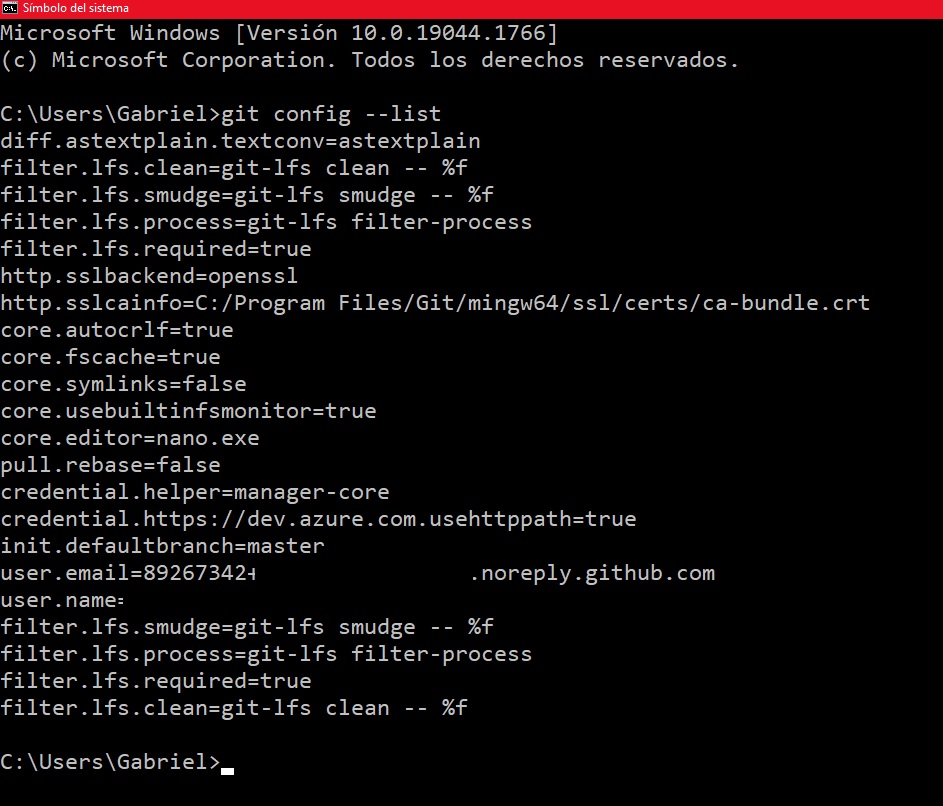 Símbolo del sistema
Microsoft Windows [Versión 10.0.19044.1766]
(c) Microsoft Corporation. Todos los derechos reservados.
C:\Users\Gabriel>git config --list
diff.astextplain.textconv=astextplain
filter.lfs.clean=git-lfs clean -- %f
filter.lfs.smudge=git-lfs smudge -- %f
filter.lfs.process=git-lfs filter-process
filter.lfs.required=true
http.sslbackend=openssl
http.sslcainfo=C:/Program Files/Git/mingw64/ssl/certs/ca-bundle.crt
core.autocrlf=true
core.fscache=true
core.symlinks=false
core.usebuiltinfsmonitor=true
core.editor=nano.exe
pull.rebase=false
credential.helper=manager-core
credential.https://dev.azure.com.usehttppath=true
init.defaultbranch=master
user.email=89267342+ .noreply.github.com
user.name=
filter.lfs.smudge=git-lfs smudge -- %f
filter.lfs.process=git-lfs filter-process
filter.lfs.required=true
filter.lfs.clean=git-lfs clean -- %f
C:\Users\Gabriel>